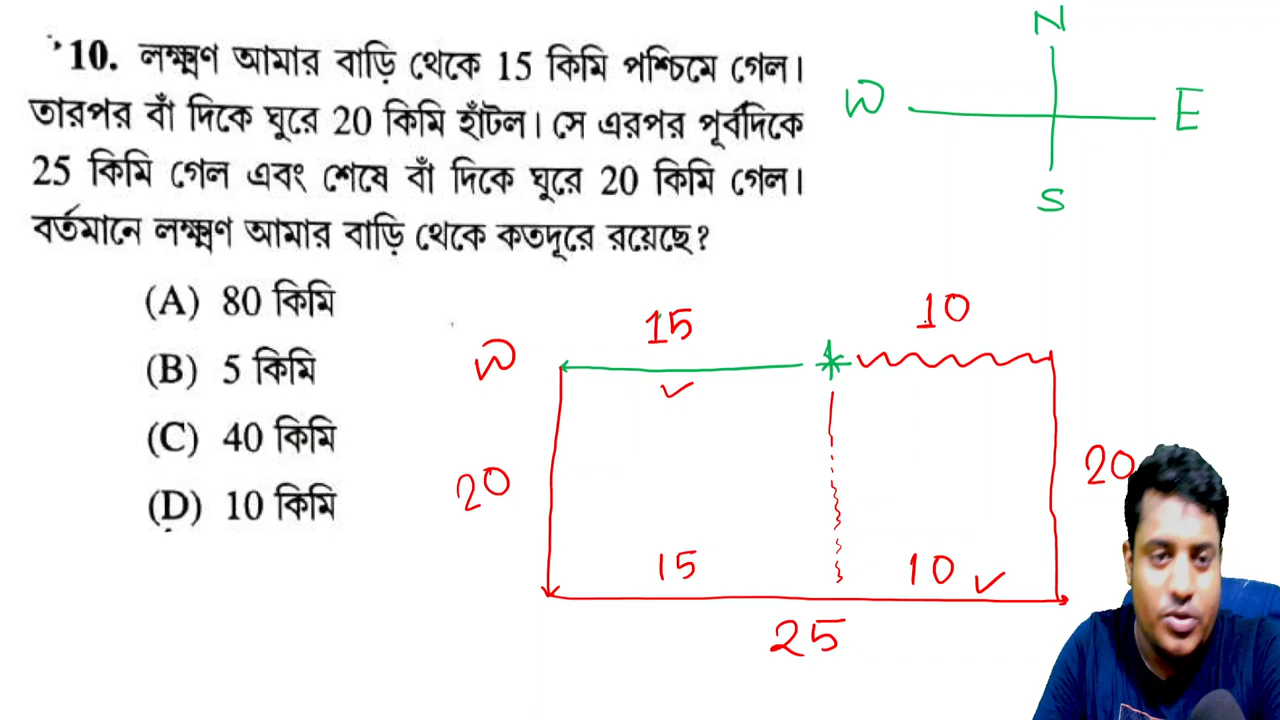 10. লক্ষ্মণ আমার বাড়ি থেকে 15 কিমি পশ্চিমে গেল।
তারপর বাঁ দিকে ঘুরে 20 কিমি হাঁটল। সে এরপর পূর্বদিকে
25 কিমি গেল এবং শেষে বাঁ দিকে ঘুরে 20 কিমি গেল।
বর্তমানে লক্ষ্মণ আমার বাড়ি থেকে কতদূরে রয়েছে?
(A) 80 কিমি
(B) 5 কিমি
(C) 40 কিমি
(D) 10 কিমি
N
W
E
S
15
10
W
20
20
15
10
25